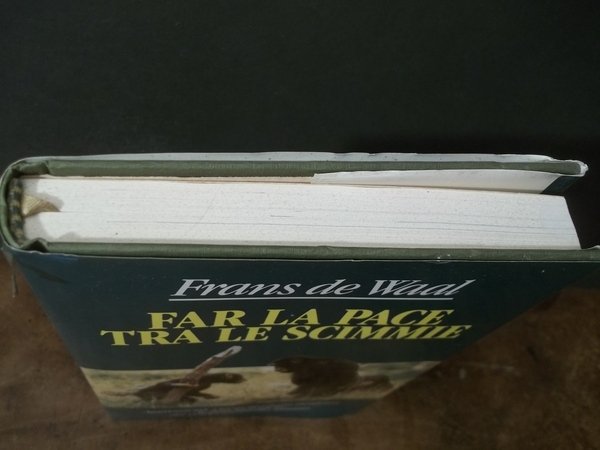 Frans de Waal
FAR LA PACE
TRA LE SCIMMIE